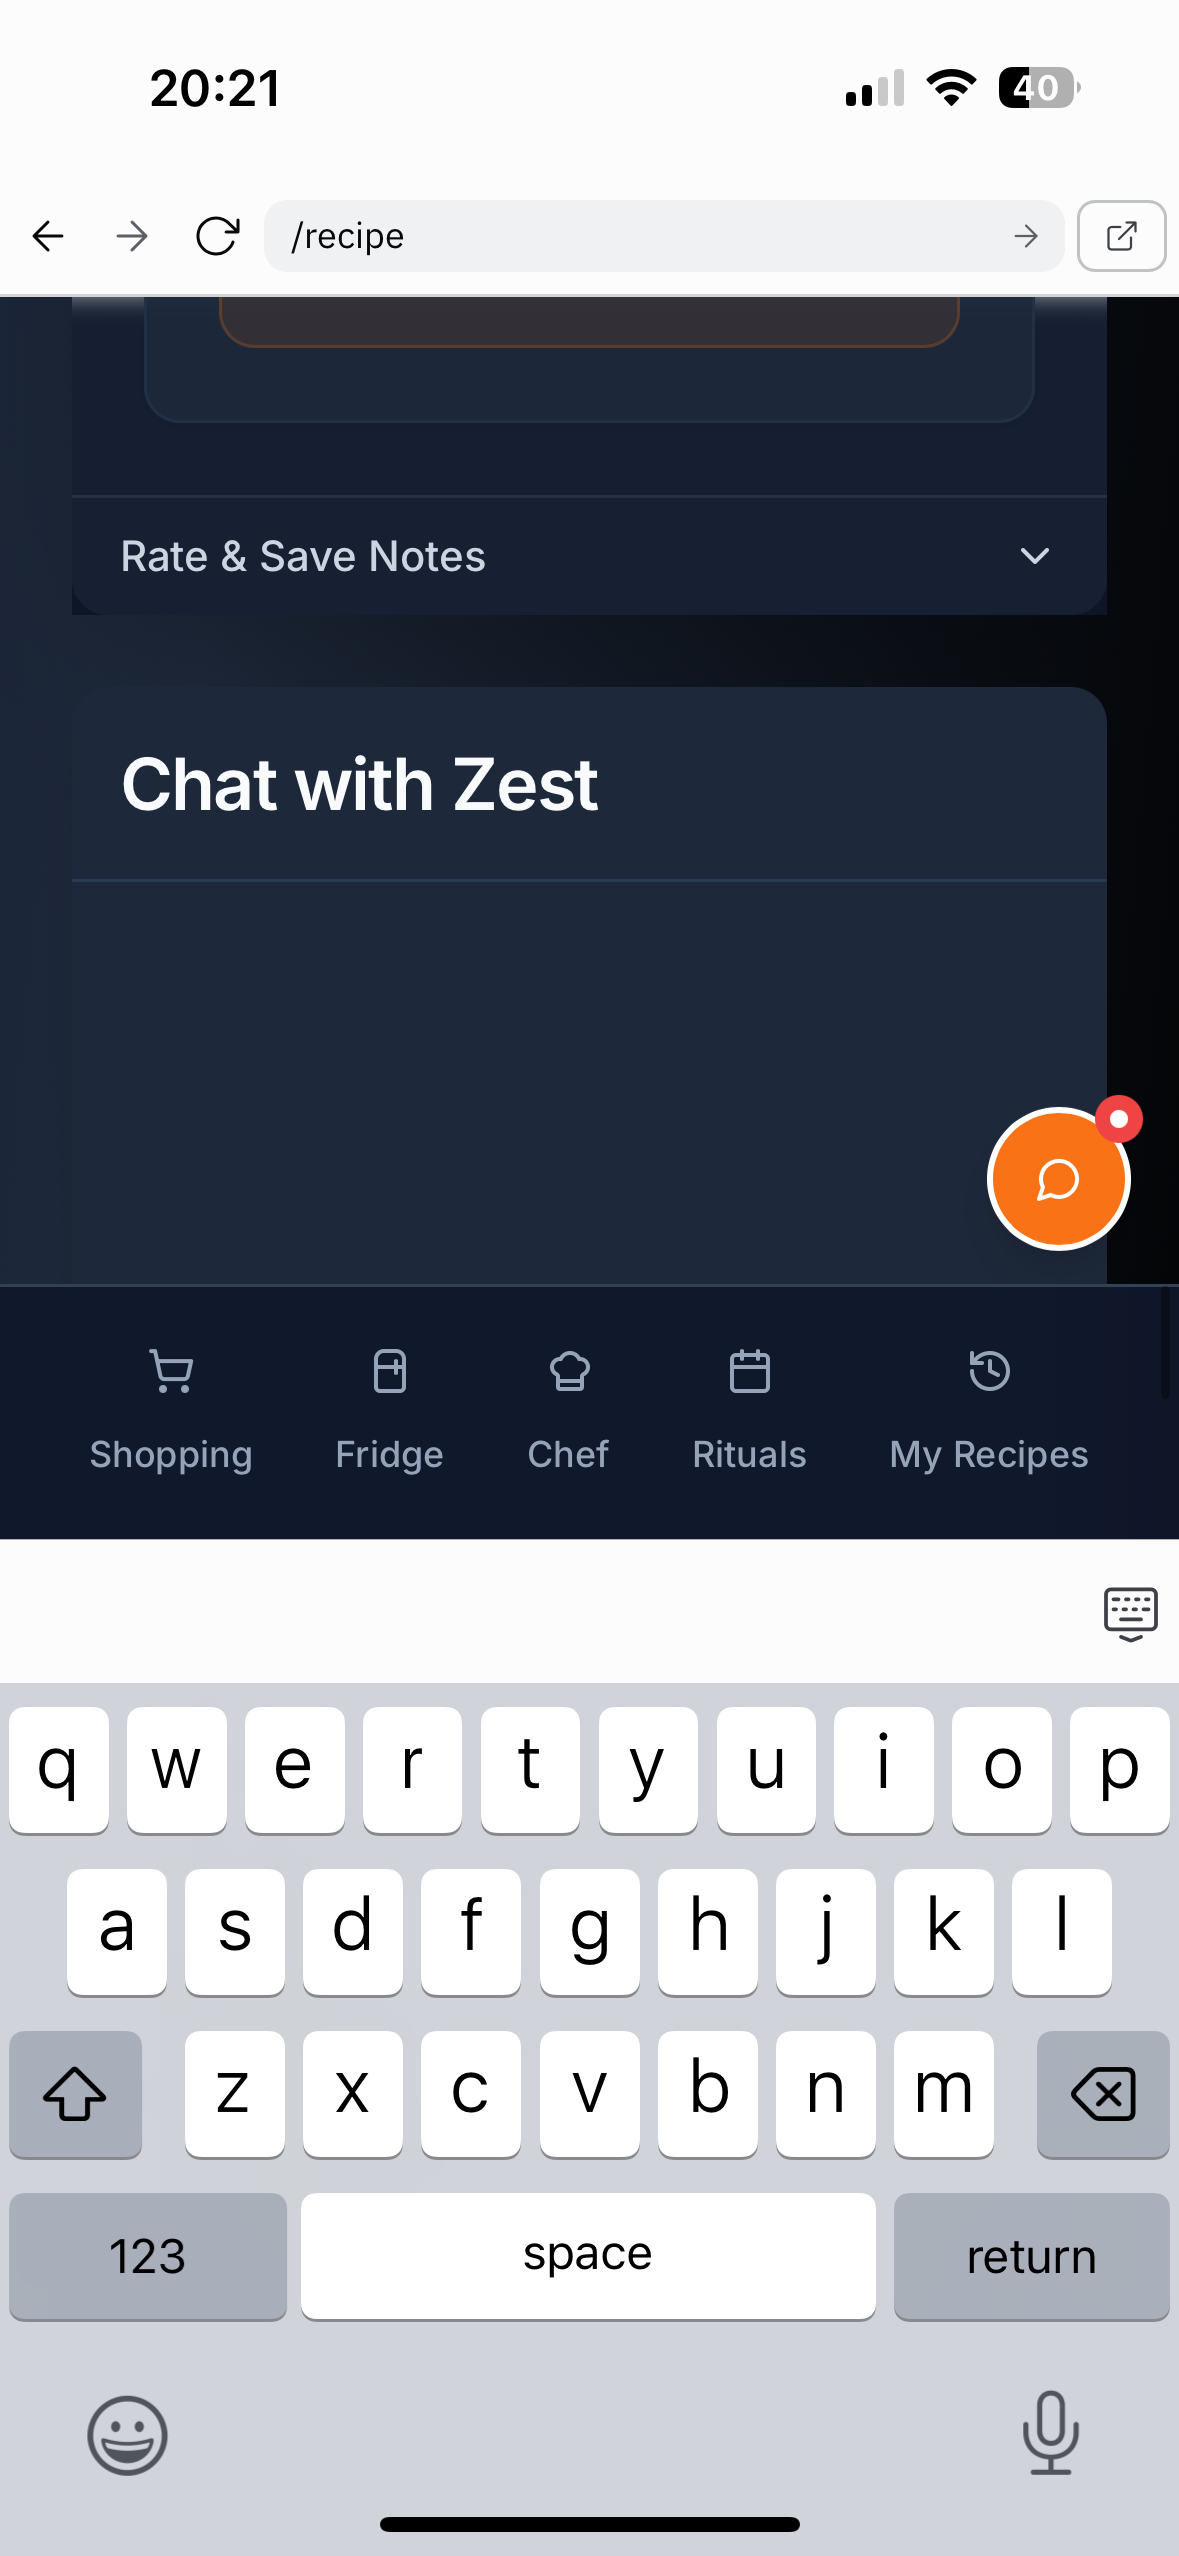 20:21
40
/recipe
Rate & Save Notes
Chat with Zest
Shopping Fridge Chef Rituals My Recipes
q w e r t y u i o p
a s d f g h j k l
z x c v b n m
123 space return